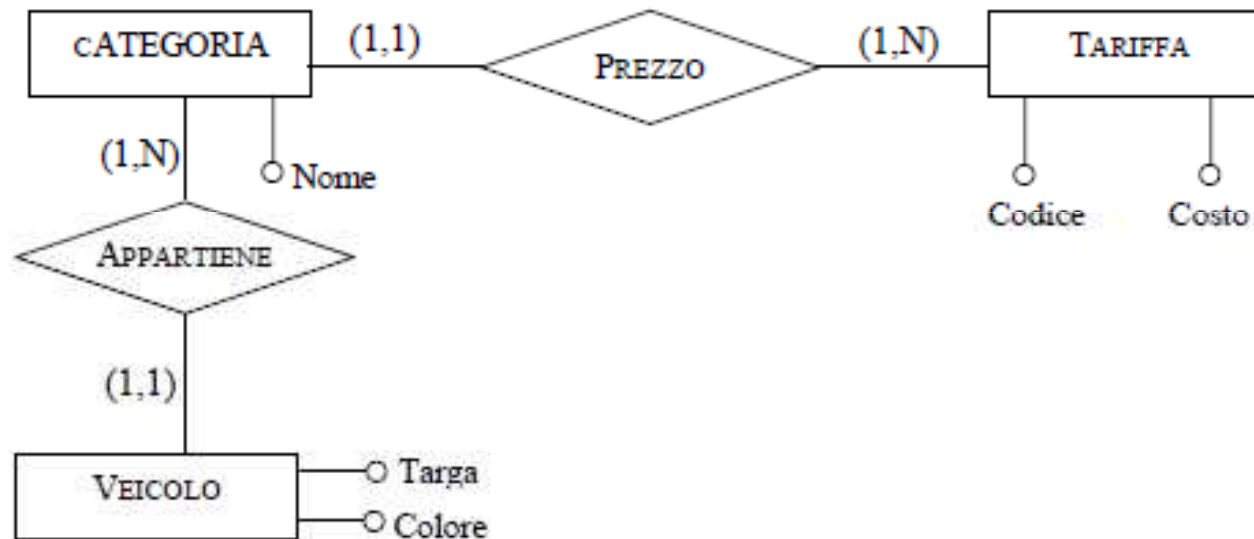 cATEGORIA
(1,1)
PREZZO
(1,N)
TARIFFA
(1,N)
Nome
Codice
Costo
APPARTIENE
(1,1)
VEICOLO
Targa
Colore